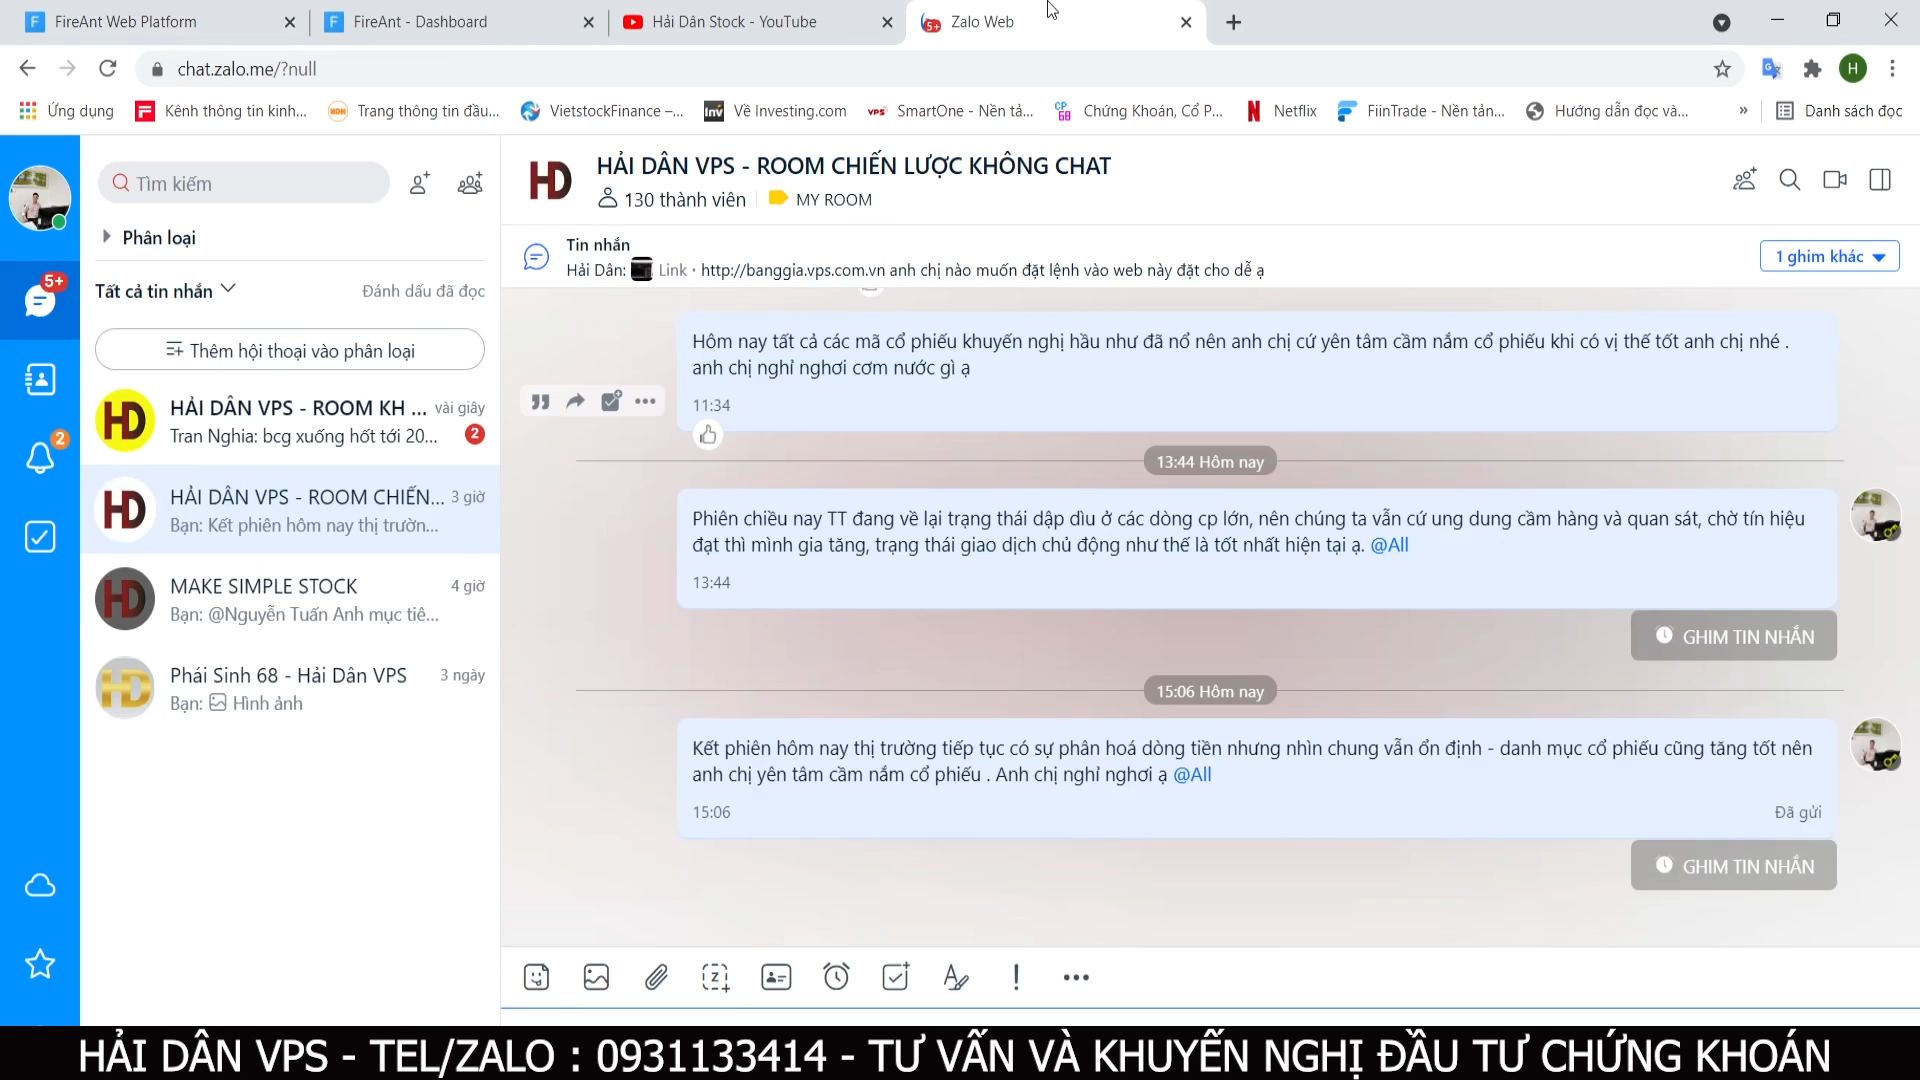 FireAnt Web Platform
FireAnt - Dashboard
Hải Dân Stock - YouTube
5+
Zalo Web
chat.zalo.me/?null
H
Ứng dụng
Kênh thông tin kinh...
Trang thông tin đầu...
VietstockFinance –...
Về Investing.com
SmartOne - Nền tả...
Chứng Khoán, Cổ P...
Netflix
FiinTrade - Nền tản...
Hướng dẫn đọc và...
»
Danh sách đọc
Tìm kiếm
Phân loại
5+
Tất cả tin nhắn
Đánh dấu đã đọc
Thêm hội thoại vào phân loại
HD
HẢI DÂN VPS - ROOM KH ...
vài giây
Tran Nghia: bcg xuống hốt tới 20...
2
2
HD
HẢI DÂN VPS - ROOM CHIẾN...
3 giờ
Bạn: Kết phiên hôm nay thị trườn...
HD
MAKE SIMPLE STOCK
4 giờ
Bạn: @Nguyễn Tuấn Anh mục tiê...
HD
Phái Sinh 68 - Hải Dân VPS
3 ngày
Bạn: Hình ảnh
HD
HẢI DÂN VPS - ROOM CHIẾN LƯỢC KHÔNG CHAT
130 thành viên
MY ROOM
Tin nhắn
Hải Dân: Link • http://banggia.vps.com.vn anh chị nào muốn đặt lệnh vào web này đặt cho dễ ạ
1 ghim khác
Hôm nay tất cả các mã cổ phiếu khuyến nghị hầu như đã nổ nên anh chị cứ yên tâm cầm nắm cổ phiếu khi có vị thế tốt anh chị nhé .
anh chị nghỉ nghơi cơm nước gì ạ
11:34
13:44 Hôm nay
Phiên chiều nay TT đang về lại trạng thái dập dìu ở các dòng cp lớn, nên chúng ta vẫn cứ ung dung cầm hàng và quan sát, chờ tín hiệu
đạt thì mình gia tăng, trạng thái giao dịch chủ động như thế là tốt nhất hiện tại ạ. @All
13:44
GHIM TIN NHẮN
15:06 Hôm nay
Kết phiên hôm nay thị trường tiếp tục có sự phân hoá dòng tiền nhưng nhìn chung vẫn ổn định - danh mục cổ phiếu cũng tăng tốt nên
anh chị yên tâm cầm nắm cổ phiếu . Anh chị nghỉ nghơi ạ @All
15:06
Đã gửi
GHIM TIN NHẮN
HẢI DÂN VPS - TEL/ZALO : 0931133414 - TƯ VẤN VÀ KHUYẾN NGHỊ ĐẦU TƯ CHỨNG KHOÁN